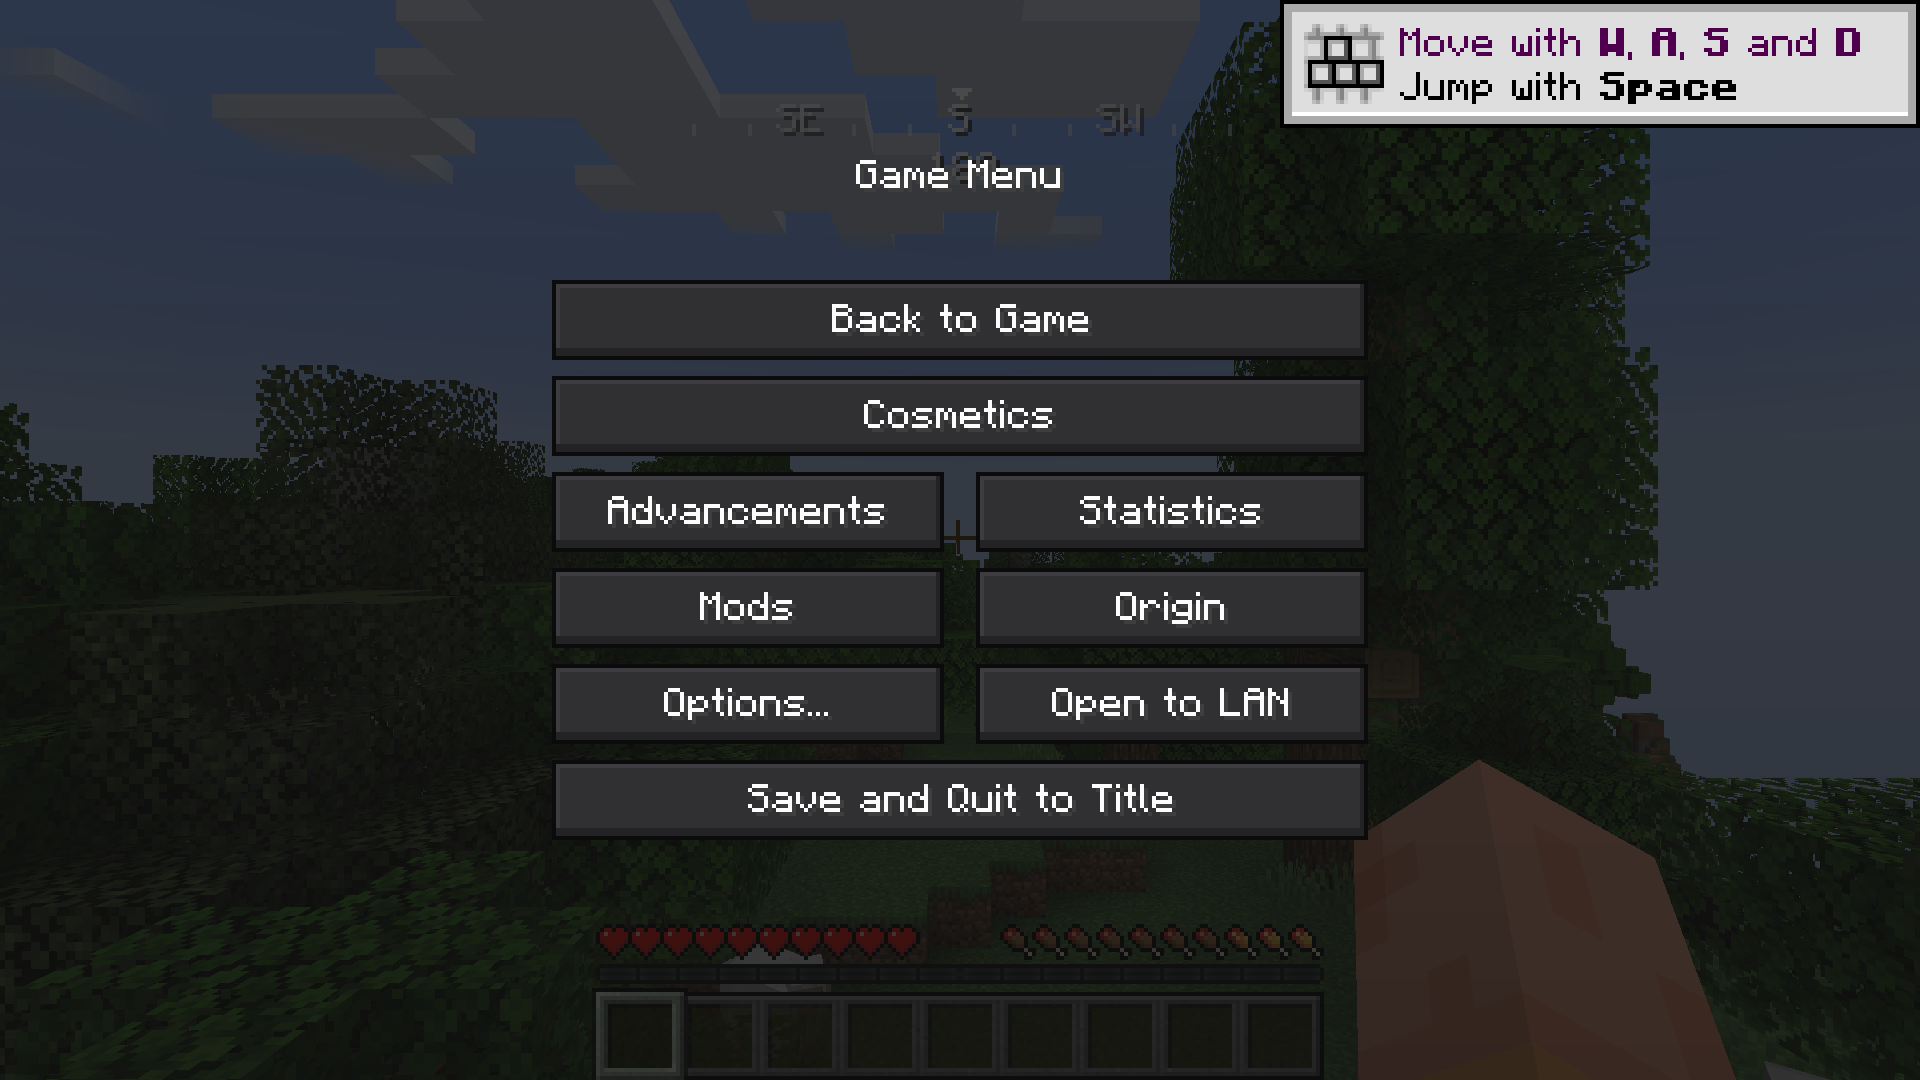 Move with W, A, S and D
Jump with Space
SE S SW
180
Game Menu
Back to Game
Cosmetics
Advancements
Statistics
Mods
Origin
Options...
Open to LAN
Save and Quit to Title